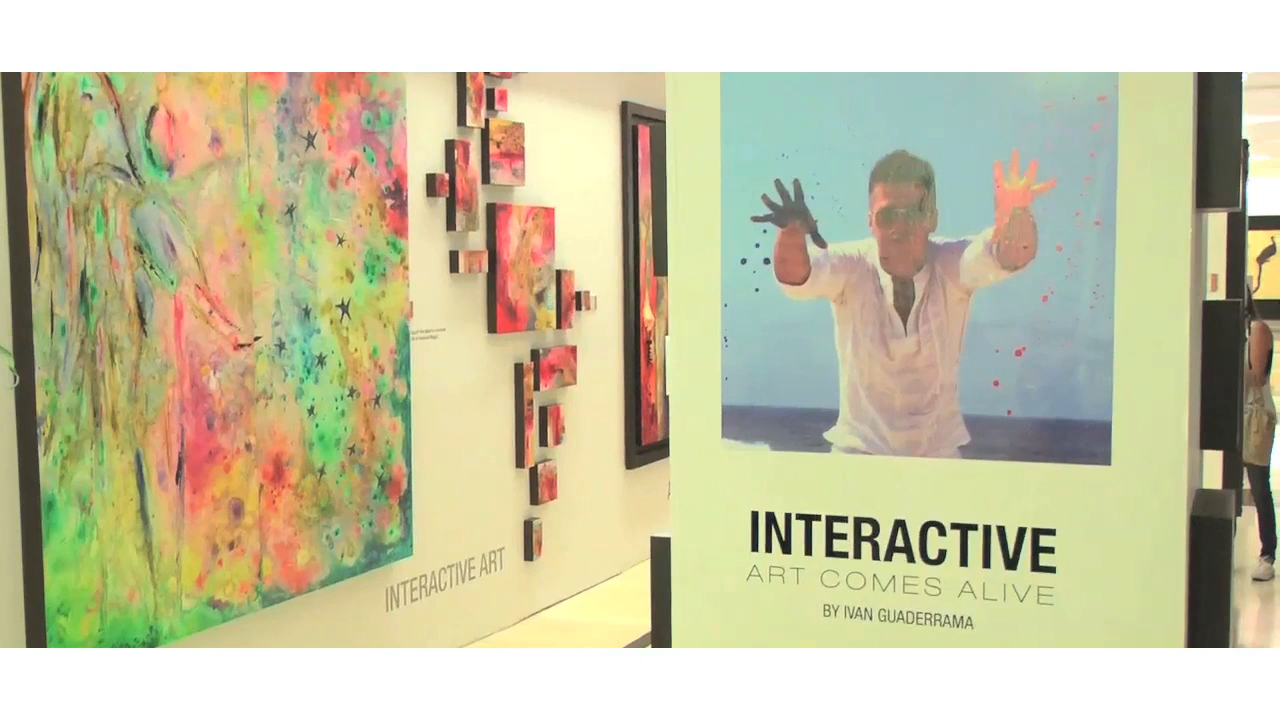 INTERACTIVE ART
INTERACTIVE
ART COMES ALIVE
BY IVAN GUADERRAMA